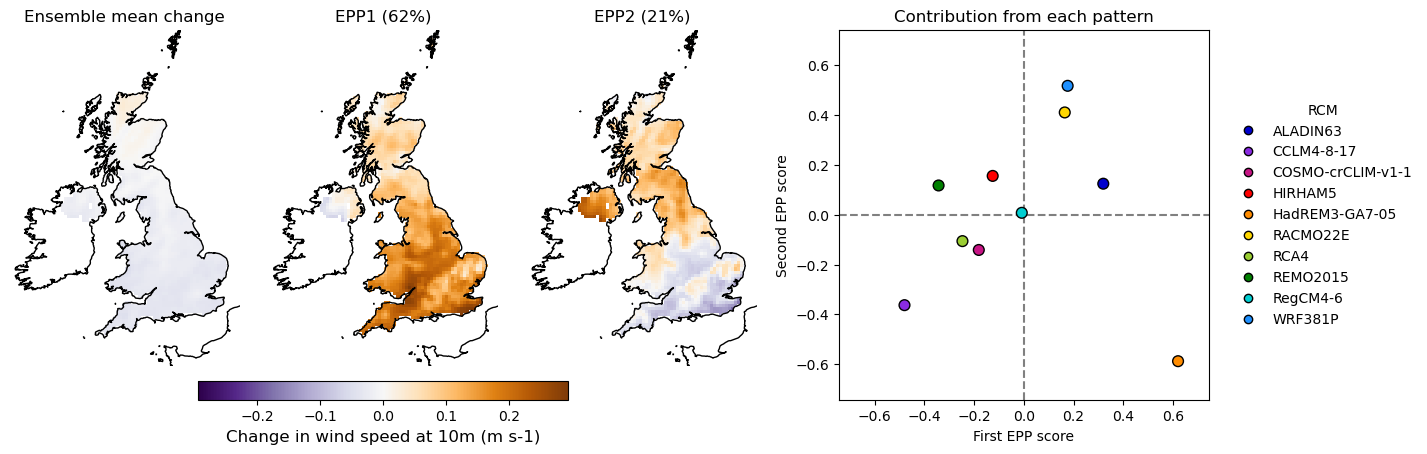 Ensemble mean change
EPP1 (62%)
EPP2 (21%)
Contribution from each pattern
−0.2 −0.1 0.0 0.1 0.2
Change in wind speed at 10m (m s-1)
Second EPP score
0.6
0.4
0.2
0.0
−0.2
−0.4
−0.6
−0.6 −0.4 −0.2 0.0 0.2 0.4 0.6
First EPP score
RCM
ALADIN63
CCLM4-8-17
COSMO-crCLIM-v1-1
HIRHAM5
HadREM3-GA7-05
RACMO22E
RCA4
REMO2015
RegCM4-6
WRF381P